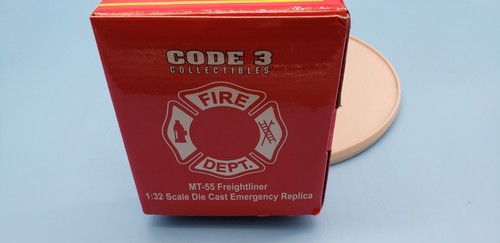 CODE 3
COLLECTIBLES
FIRE
DEPT.
MT-55 Freightliner
1:32 Scale Die Cast Emergency Replica